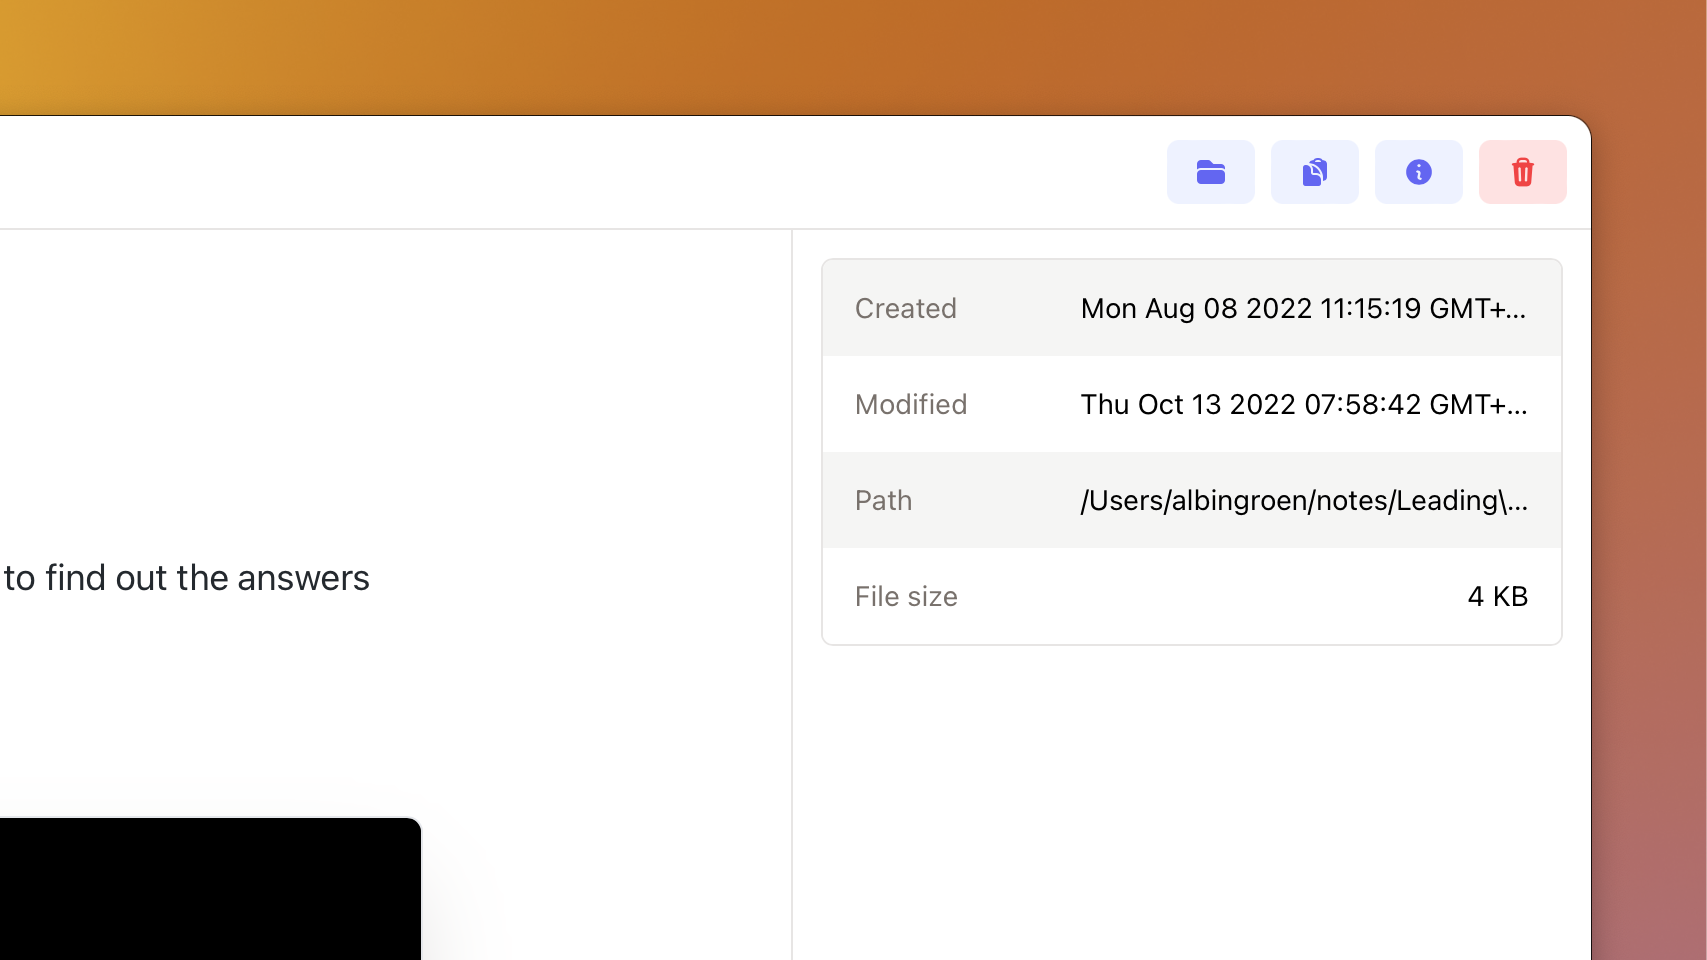 Created Mon Aug 08 2022 11:15:19 GMT+...
Modified Thu Oct 13 2022 07:58:42 GMT+...
Path /Users/albingroen/notes/Leading\...
to find out the answers
File size 4 KB